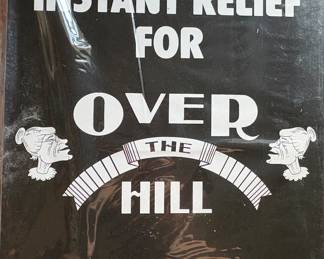 INSTANT RELIEF
FOR
OVER
THE
HILL